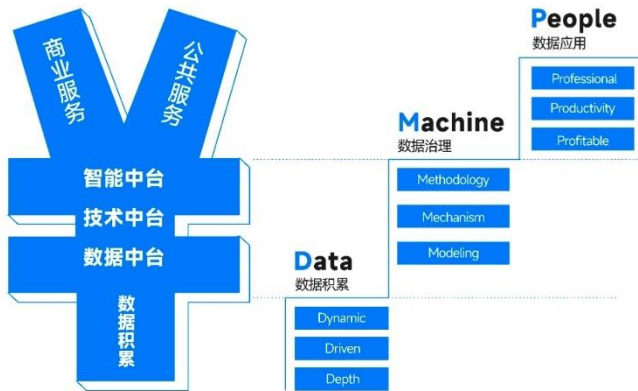 商业服务
公共服务
智能中台
技术中台
数据中台
数据积累
Data
数据积累
Dynamic
Driven
Depth
Machine
数据治理
Methodology
Mechanism
Modeling
People
数据应用
Professional
Productivity
Profitable